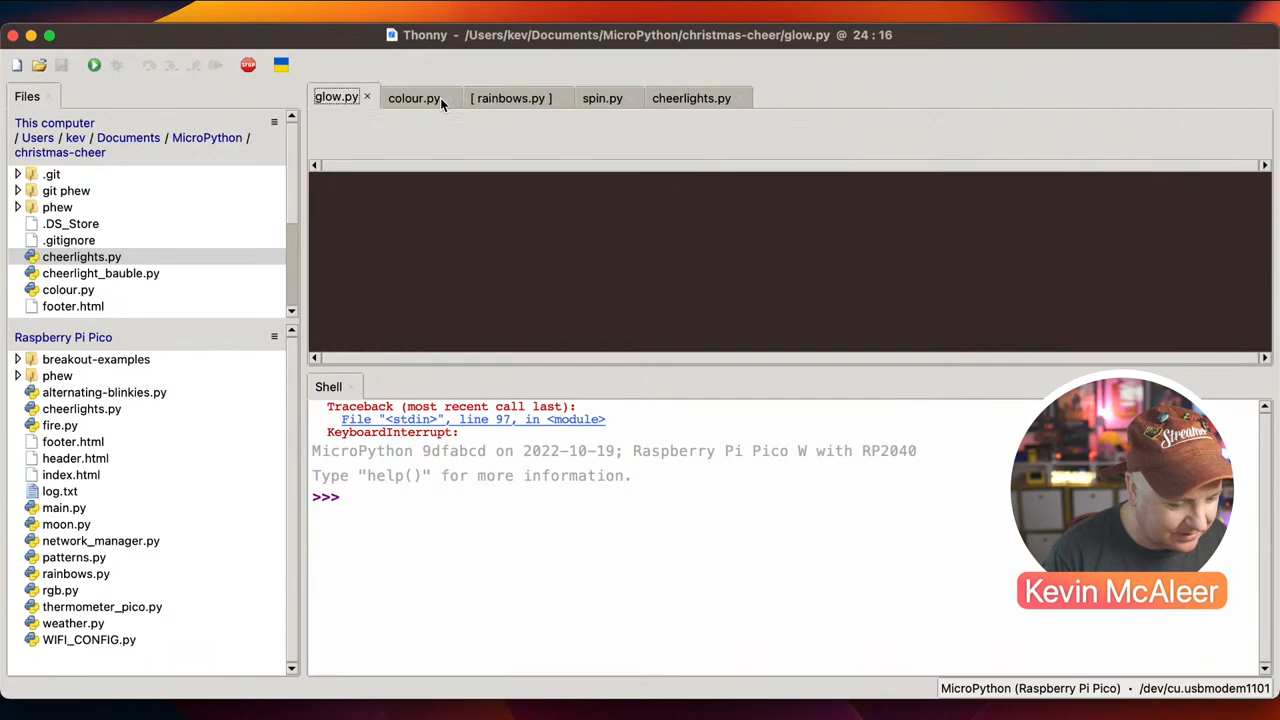 Thonny - /Users/kev/Documents/MicroPython/christmas-cheer/glow.py @ 24 : 16
STOP
Files
This computer
/ Users / kev / Documents / MicroPython /
christmas-cheer
.git
git phew
phew
.DS_Store
.gitignore
cheerlights.py
cheerlight_bauble.py
colour.py
footer.html
Raspberry Pi Pico
breakout-examples
phew
alternating-blinkies.py
cheerlights.py
fire.py
footer.html
header.html
index.html
log.txt
main.py
moon.py
network_manager.py
patterns.py
rainbows.py
rgb.py
thermometer_pico.py
weather.py
WIFI_CONFIG.py
glow.py × colour.py [ rainbows.py ] spin.py cheerlights.py
Shell
Traceback (most recent call last):
File "<stdin>", line 97, in <module>
KeyboardInterrupt:
MicroPython 9dfabcd on 2022-10-19; Raspberry Pi Pico W with RP2040
Type "help()" for more information.
>>>
Streams
Kevin McAleer
MicroPython (Raspberry Pi Pico) · /dev/cu.usbmodem1101